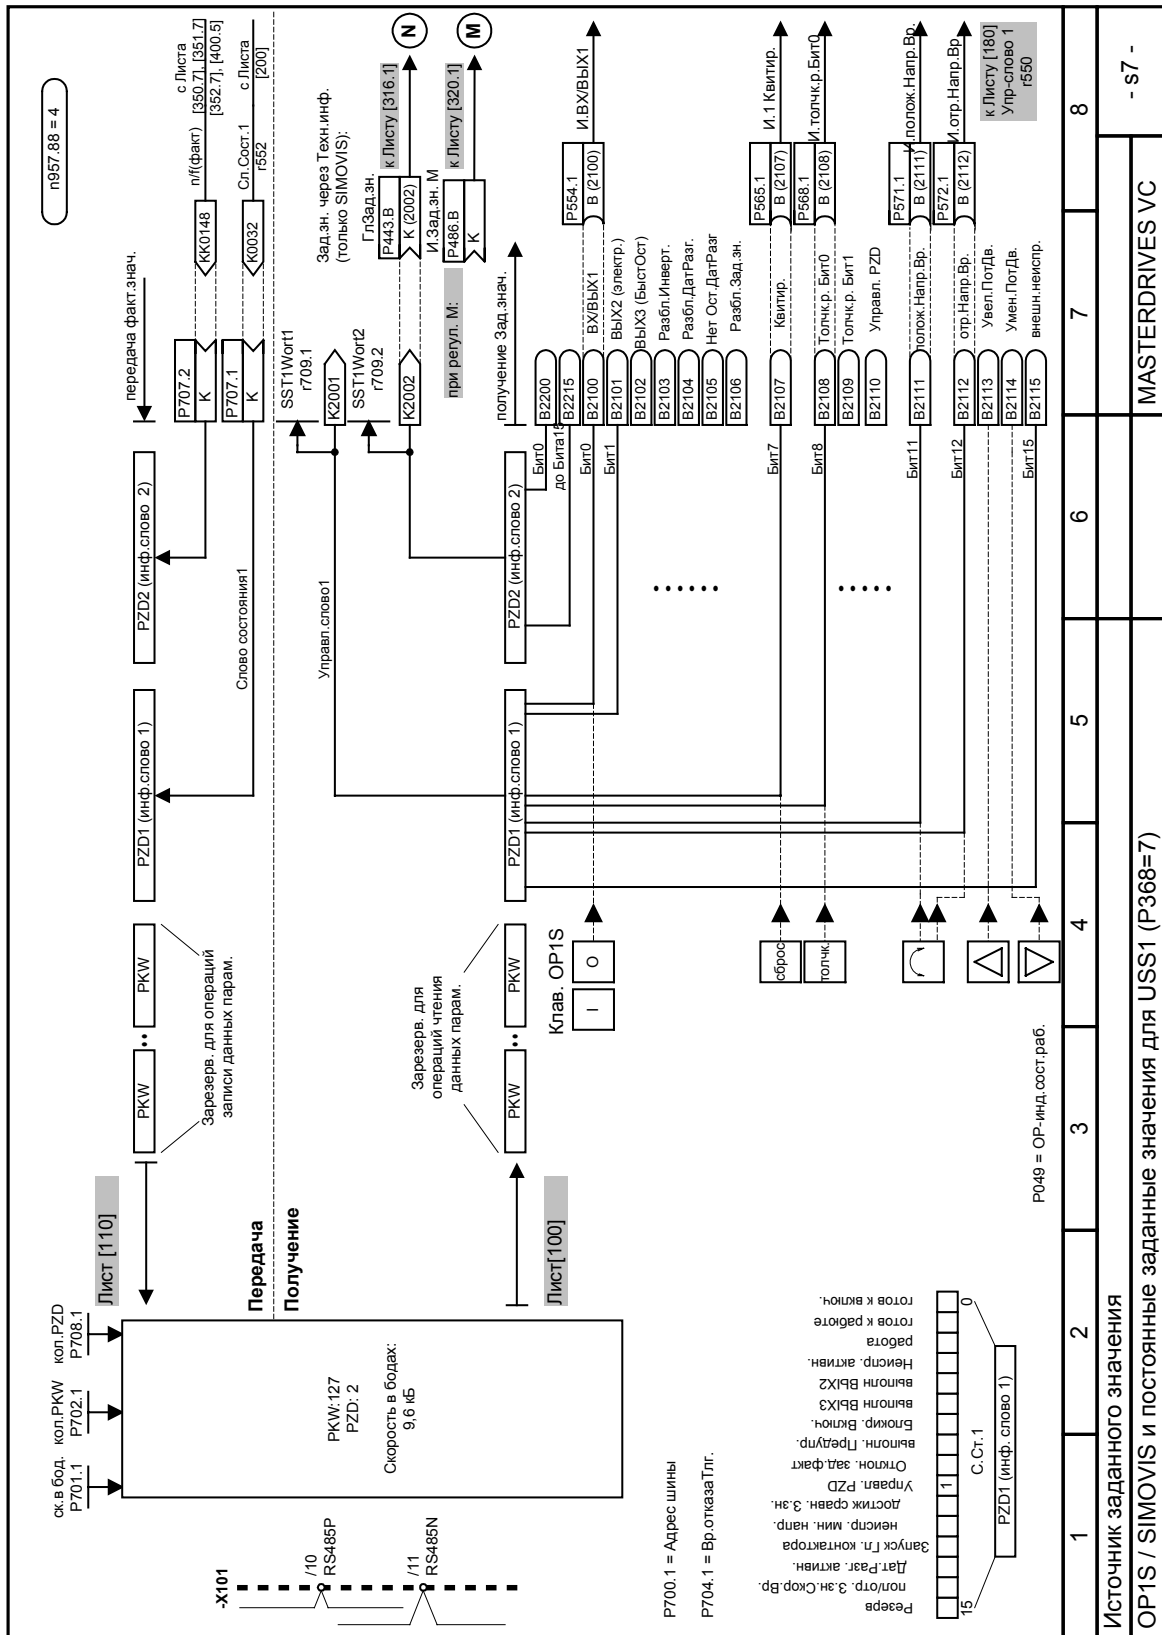 n957.88 = 4
ск.в бод.
P701.1
кол.PKW
P702.1
кол.PZD
P708.1
Лист [110]
Зарезерв. для операций
записи данных парам.
PKW
PKW
PZD1 (инф.слово 1)
PZD2 (инф.слово 2)
передача факт.знач.
P707.2
K
KK0148
n/f(факт)
с Листа
[350.7], [351.7]
[352.7], [400.5]
P707.1
K
K0032
Сл.Сост.1
r552
с Листа
[200]
Слово состояния1
Передача
Получение
PKW:127
PZD: 2
Скорость в бодах:
9,6 кБ
-X101
/10
RS485P
/11
RS485N
Управл.слово1
SST1Wort1
r709.1
K2001
SST1Wort2
r709.2
K2002
Зад.зн. через Техн.инф.
(только SIMOVIS):
ГлЗад.зн.
P443.B
K (2002)
к Листу [316.1]
N
при регул. М:
И.Зад.зн. М
P486.B
K
к Листу [320.1]
M
Лист[100]
Зарезерв. для
операций чтения
данных парам.
PKW
PKW
PZD1 (инф.слово 1)
PZD2 (инф.слово 2)
получение Зад.знач.
Бит0
B2200
до Бита15
B2215
Клав. OP1S
I
O
Бит0
B2100
ВХ/ВЫХ1
P554.1
B (2100)
И.ВХ/ВЫХ1
Бит1
B2101
ВЫХ2 (электр.)
B2102
ВЫХ3 (БыстОст)
B2103
Разбл.Инверт.
B2104
Разбл.ДатРазг.
B2105
Нет Ост.ДатРазг
B2106
Разбл.Зад.зн.
сброс
Бит7
B2107
Квитир.
P565.1
B (2107)
И.1 Квитир.
толчк.
Бит8
B2108
Толчк.р. Бит0
P568.1
B (2108)
И.толчк.р.Бит0
B2109
Толчк.р. Бит1
B2110
Управл. PZD
Бит11
B2111
полож.Напр.Вр.
P571.1
B (2111)
И.полож.Напр.Вр.
Бит12
B2112
отр.Напр.Вр.
P572.1
B (2112)
И.отр.Напр.Вр
B2113
Увел.ПотДв.
B2114
Умен.ПотДв.
Бит15
B2115
внешн.неиспр.
к Листу [180]
Упр-слово 1
r550
P049 = OP-инд.сост.раб.
P700.1 = Адрес шины
P704.1 = Вр.отказаТлг.
Резерв
пол/отр. З.зн.Скор.Вр.
Дат.Разг. активн.
Запуск Гл. контактора
неиспр. мин. напр.
достиж сравн. З.зн.
Управл. PZD
Отклон. зад.факт
выполн. Предупр.
Блокир. Включ.
выполн ВЫХ3
выполн ВЫХ2
Неиспр. активн.
работа
готов к работе
готов к включ.
1
15
0
С.Ст.1
PZD1 (инф. слово 1)
1 2 3 4 5 6 7 8
Источник заданного значения
MASTERDRIVES VC
- s7 -
OP1S / SIMOVIS и постоянные заданные значения для USS1 (P368=7)